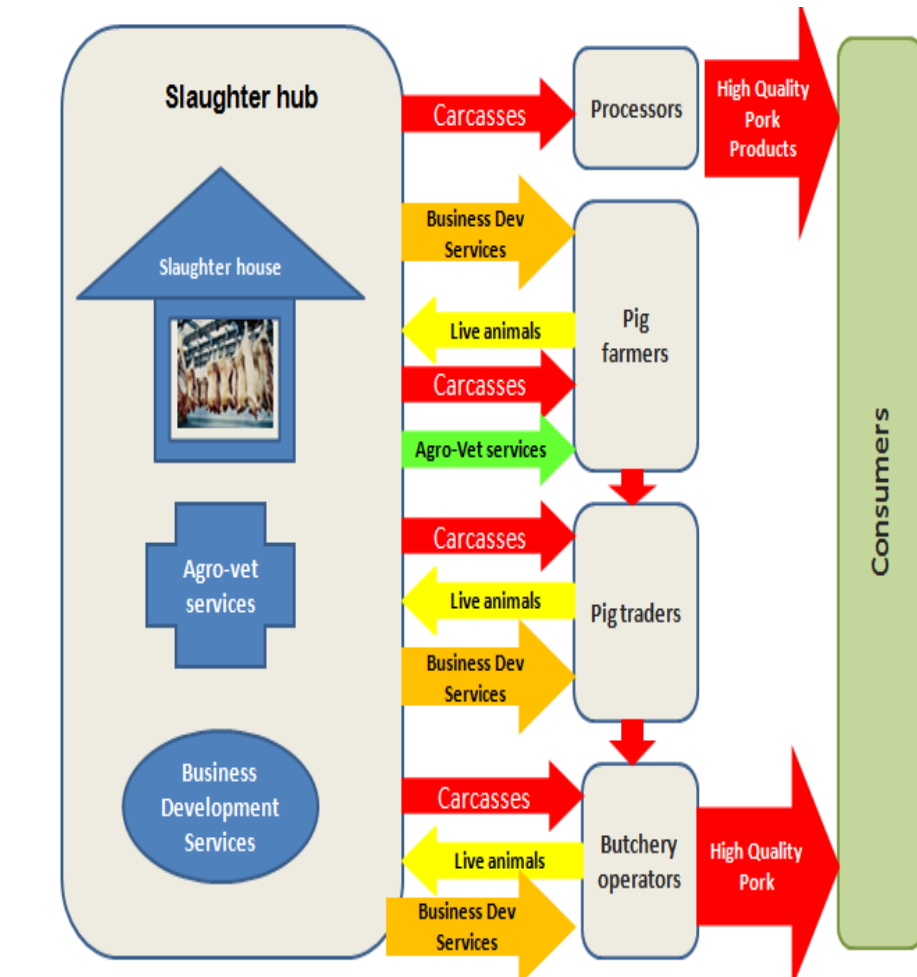 Slaughter hub
Slaughter house
Agro-vet
services
Business
Development
Services
Carcasses
Business Dev
Services
Live animals
Carcasses
Agro-Vet services
Carcasses
Live animals
Business Dev
Services
Carcasses
Live animals
Business Dev
Services
Processors
Pig
farmers
Pig traders
Butchery
operators
High Quality
Pork
Products
High Quality
Pork
Consumers